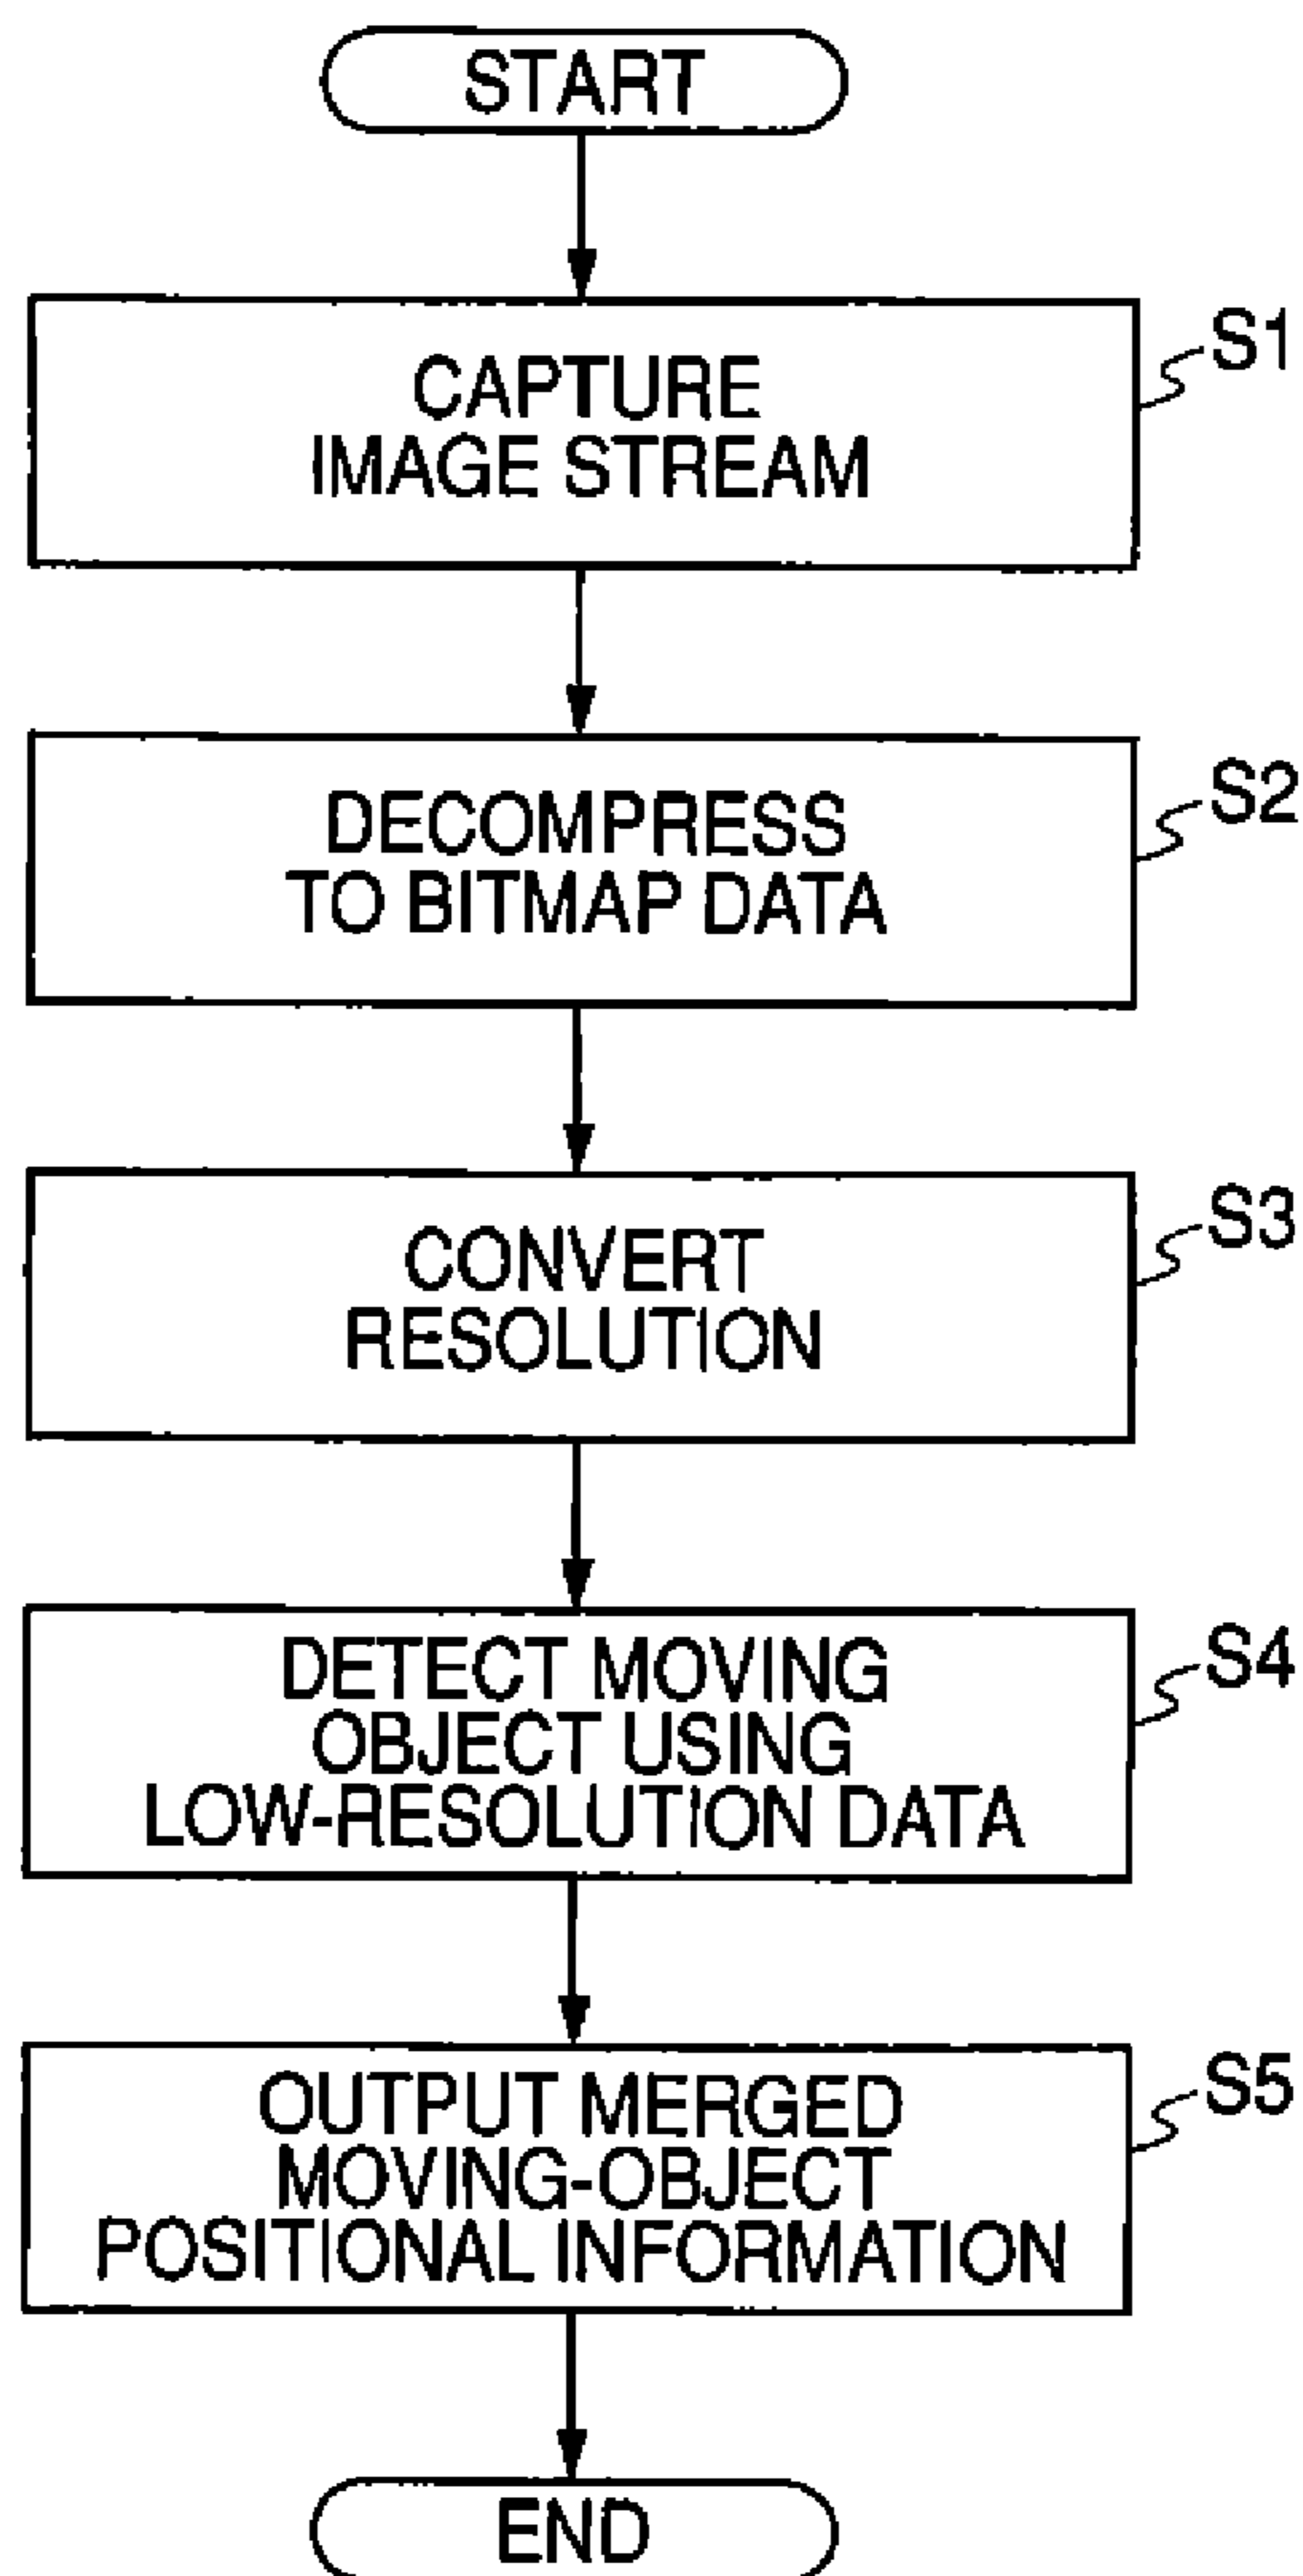 START
CAPTURE
IMAGE STREAM
S1
DECOMPRESS
TO BITMAP DATA
S2
CONVERT
RESOLUTION
S3
DETECT MOVING
OBJECT USING
LOW-RESOLUTION DATA
S4
OUTPUT MERGED
MOVING-OBJECT
POSITIONAL INFORMATION
S5
END